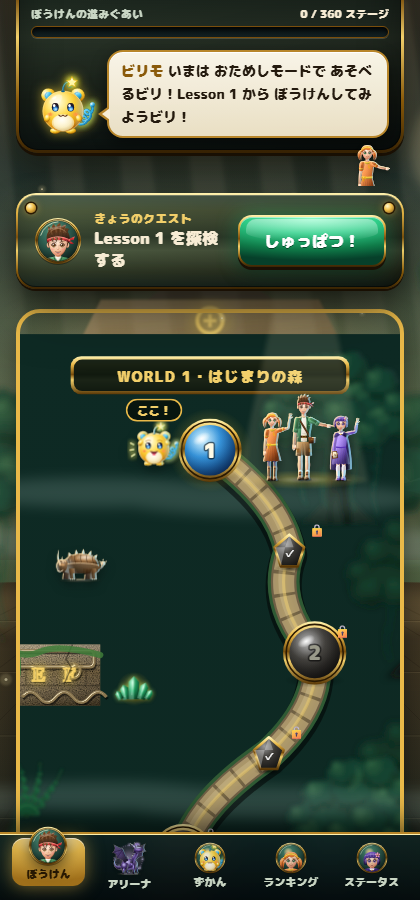 ぼうけんの進みぐあい
0 / 360 ステージ
ビリモ いまは おためしモードで あそべ
るビリ！Lesson 1 から ぼうけんしてみ
ようビリ！
きょうのクエスト
Lesson 1 を探検
する
しゅっぱつ！
WORLD 1・はじまりの森
ここ！
1
2
E
ぼうけん
アリーナ
ずかん
ランキング
ステータス